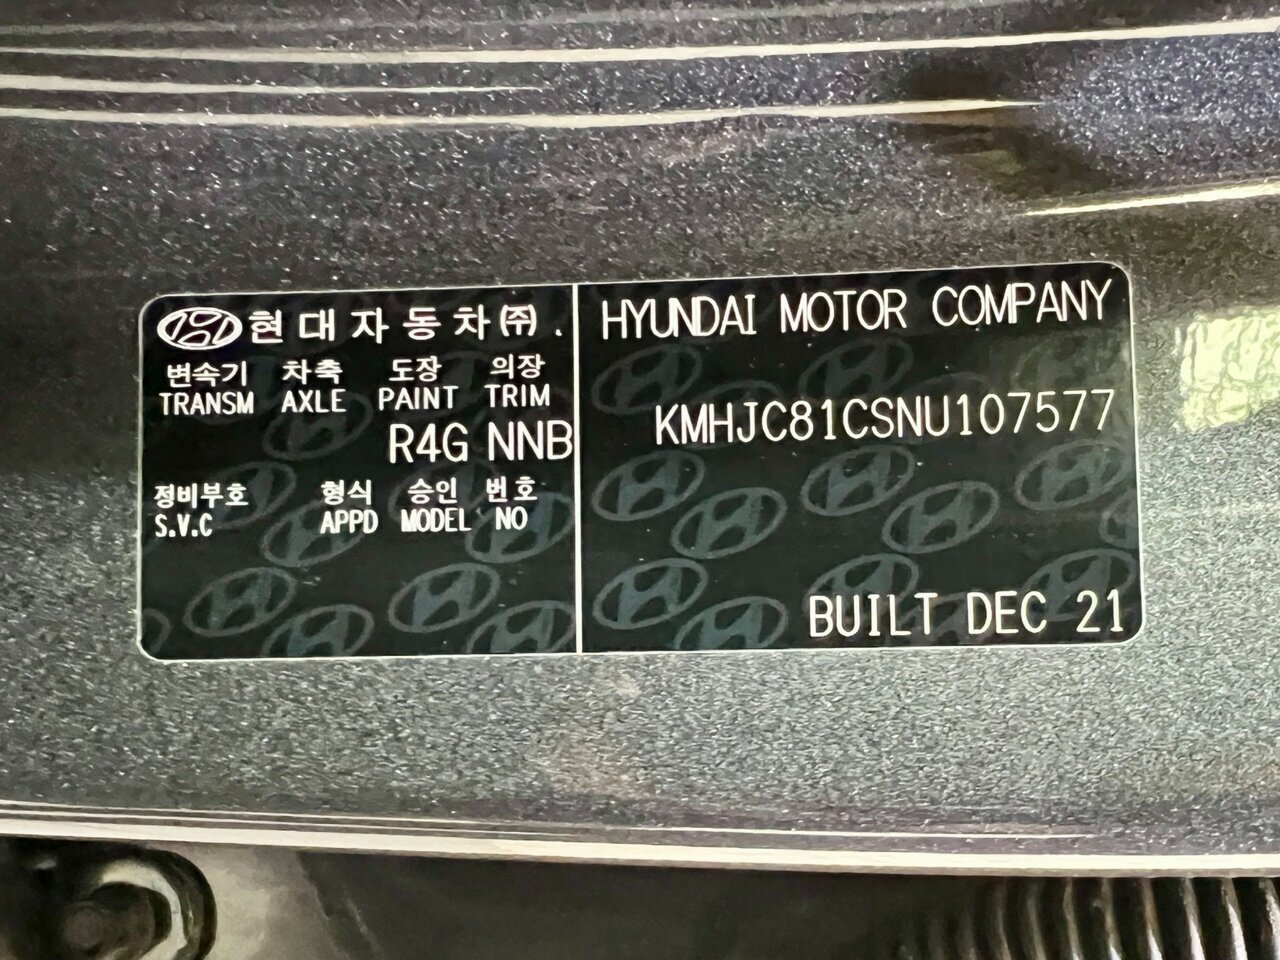 현대자동차㈜.
변속기 차축 도장 의장
TRANSM AXLE PAINT TRIM
R4G NNB
정비부호 형식 승인 번호
S.V.C APPD MODEL NO
HYUNDAI MOTOR COMPANY
KMHJC81CSNU107577
BUILT DEC 21